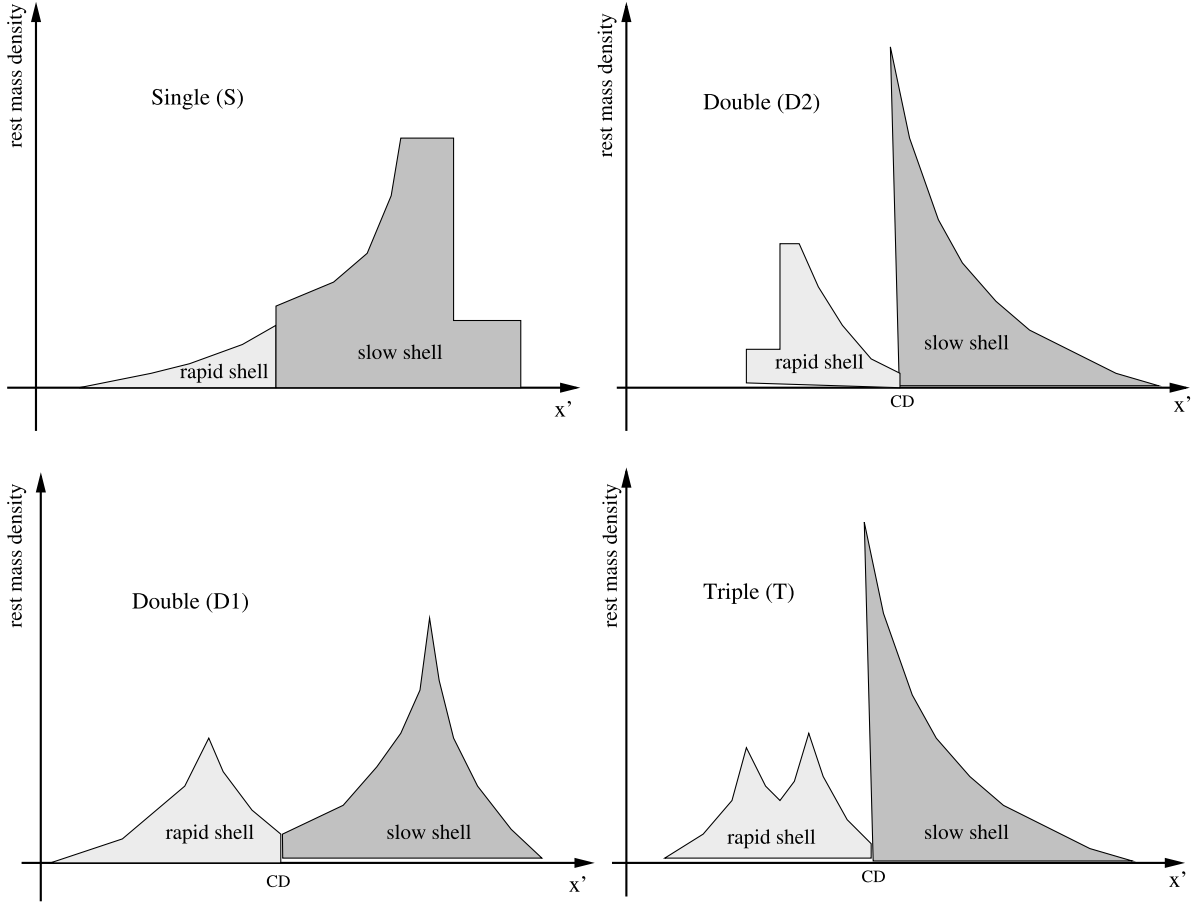 rest mass density
Single (S)
rapid shell
slow shell
x’
rest mass density
Double (D2)
rapid shell
slow shell
CD
x’
rest mass density
Double (D1)
rapid shell
slow shell
CD
x’
rest mass density
Triple (T)
rapid shell
slow shell
CD
x’